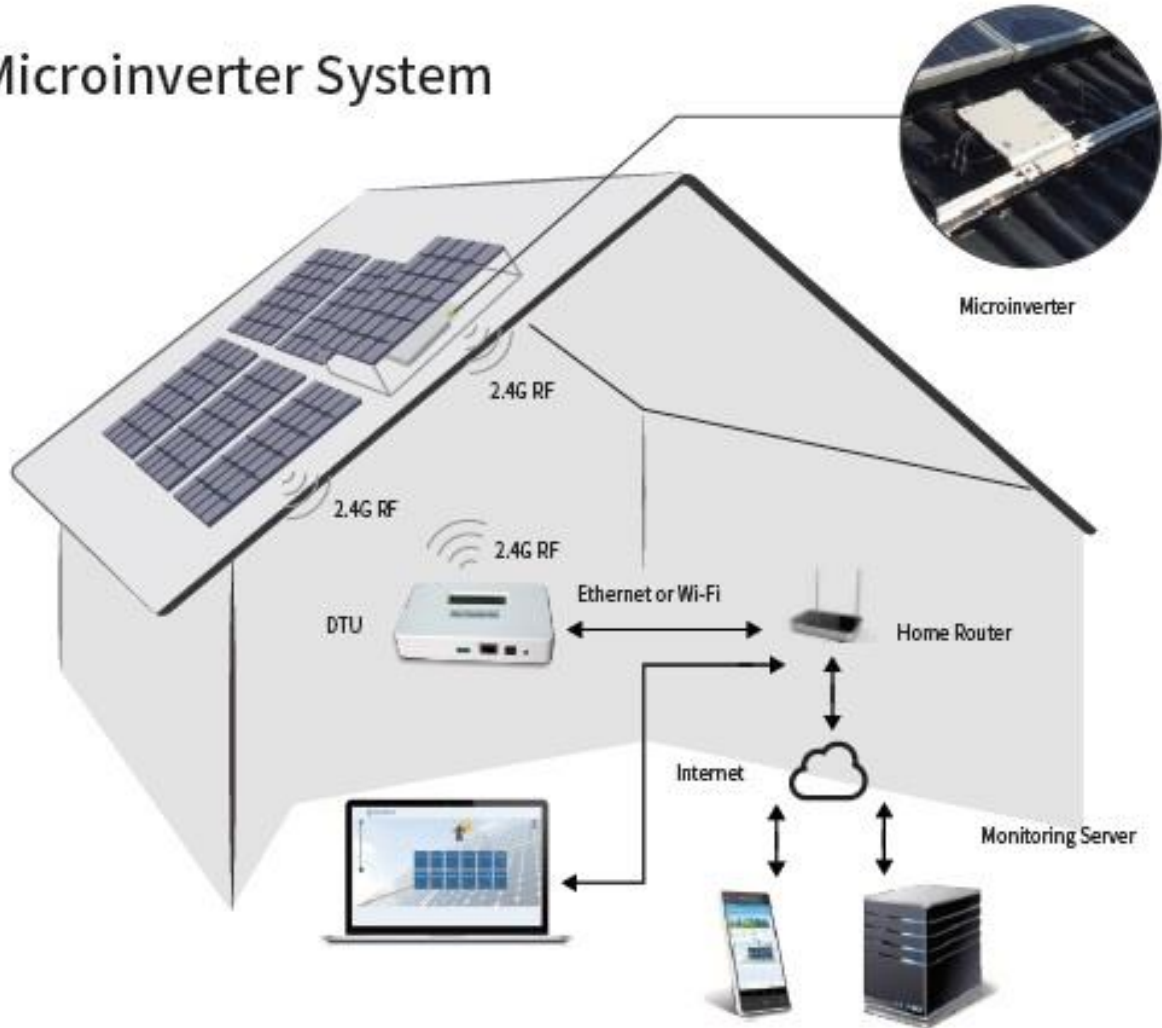 Microinverter System
Microinverter
2.4G RF
2.4G RF
2.4G RF
Ethernet or Wi-Fi
DTU
Home Router
Internet
Monitoring Server